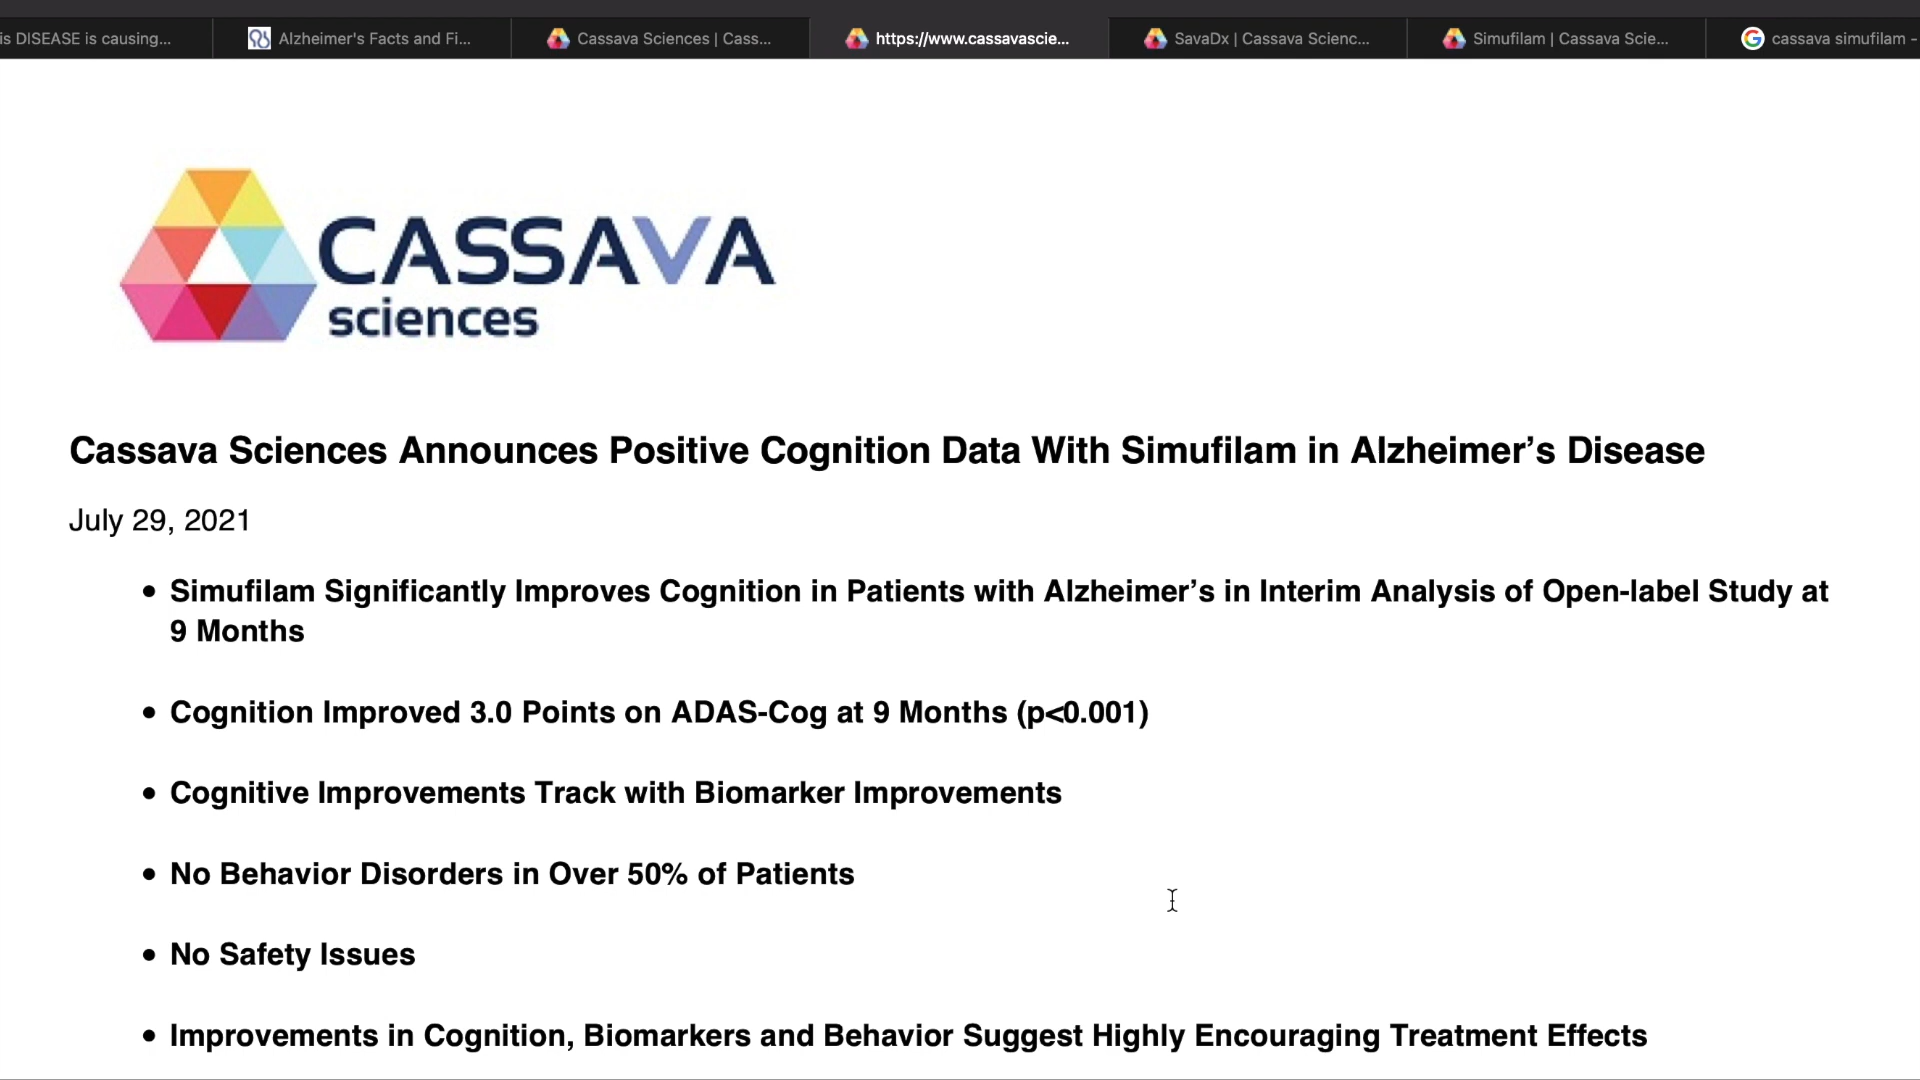 is DISEASE is causing...
Alzheimer's Facts and Fi...
Cassava Sciences | Cass...
https://www.cassavascie...
SavaDx | Cassava Scienc...
Simufilam | Cassava Scie...
cassava simufilam -
CASSAVA
sciences
Cassava Sciences Announces Positive Cognition Data With Simufilam in Alzheimer’s Disease
July 29, 2021
• Simufilam Significantly Improves Cognition in Patients with Alzheimer’s in Interim Analysis of Open-label Study at
9 Months
• Cognition Improved 3.0 Points on ADAS-Cog at 9 Months (p<0.001)
• Cognitive Improvements Track with Biomarker Improvements
• No Behavior Disorders in Over 50% of Patients
• No Safety Issues
• Improvements in Cognition, Biomarkers and Behavior Suggest Highly Encouraging Treatment Effects